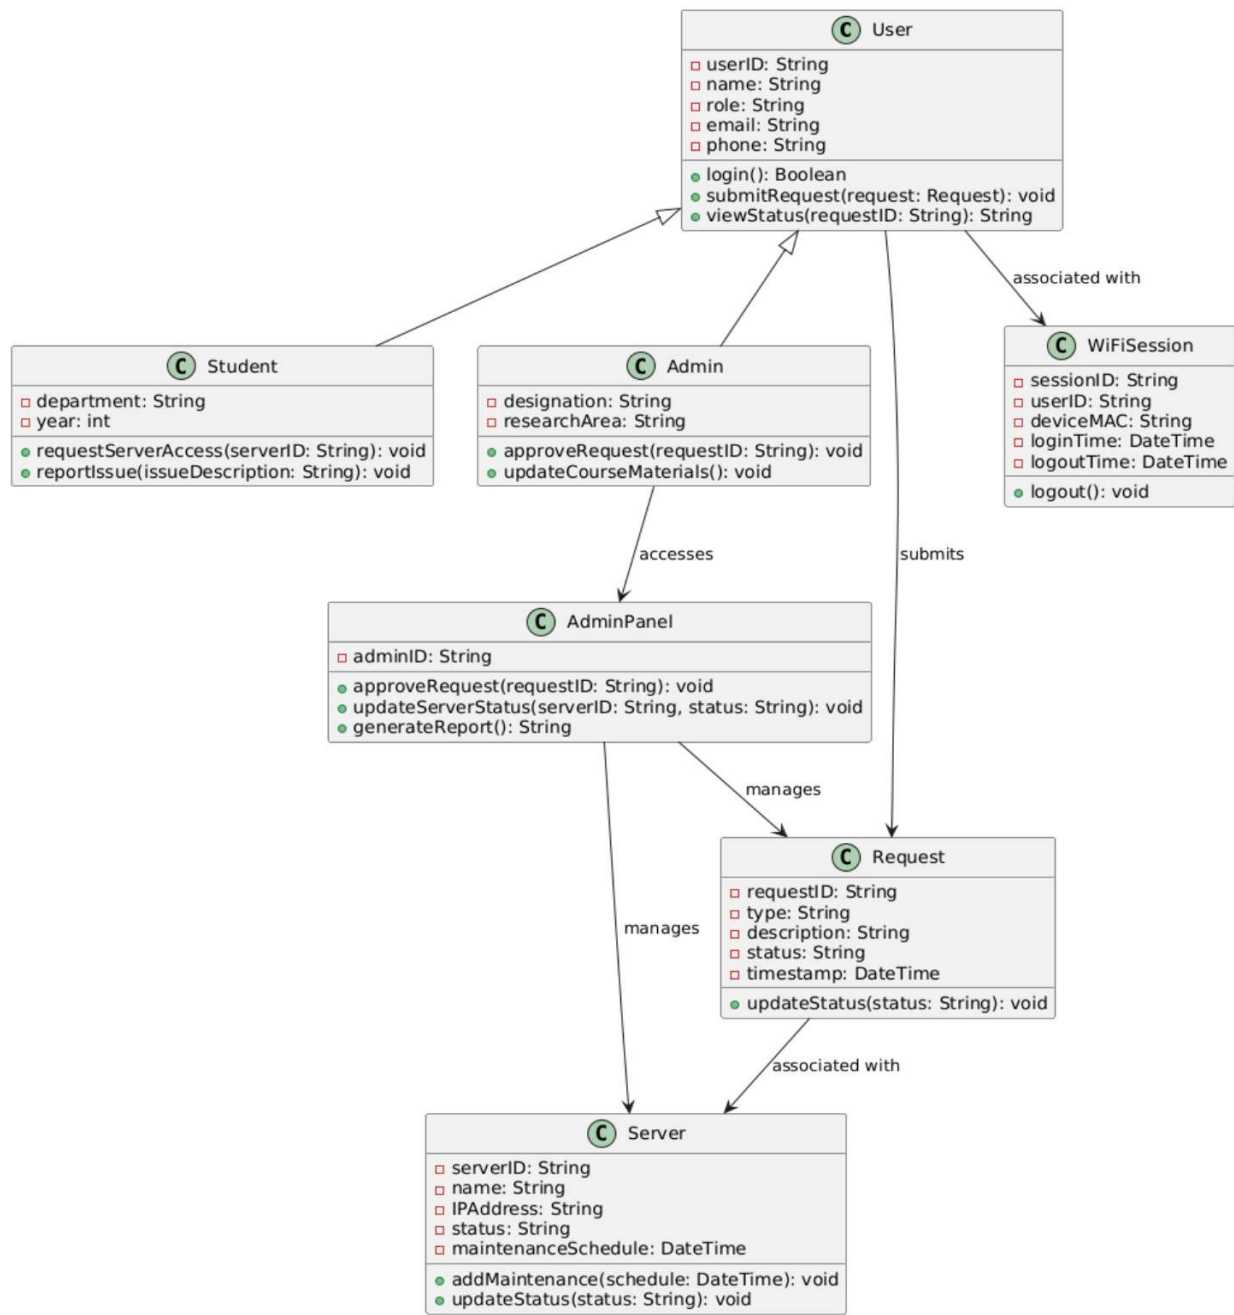 C User
userID: String
name: String
role: String
email: String
phone: String
login(): Boolean
submitRequest(request: Request): void
viewStatus(requestID: String): String
associated with
C Student
department: String
year: int
requestServerAccess(serverID: String): void
reportIssue(issueDescription: String): void
C Admin
designation: String
researchArea: String
approveRequest(requestID: String): void
updateCourseMaterials(): void
C WiFiSession
sessionID: String
userID: String
deviceMAC: String
loginTime: DateTime
logoutTime: DateTime
logout(): void
accesses
submits
C AdminPanel
adminID: String
approveRequest(requestID: String): void
updateServerStatus(serverID: String, status: String): void
generateReport(): String
manages
manages
C Request
requestID: String
type: String
description: String
status: String
timestamp: DateTime
updateStatus(status: String): void
associated with
C Server
serverID: String
name: String
IPAddress: String
status: String
maintenanceSchedule: DateTime
addMaintenance(schedule: DateTime): void
updateStatus(status: String): void